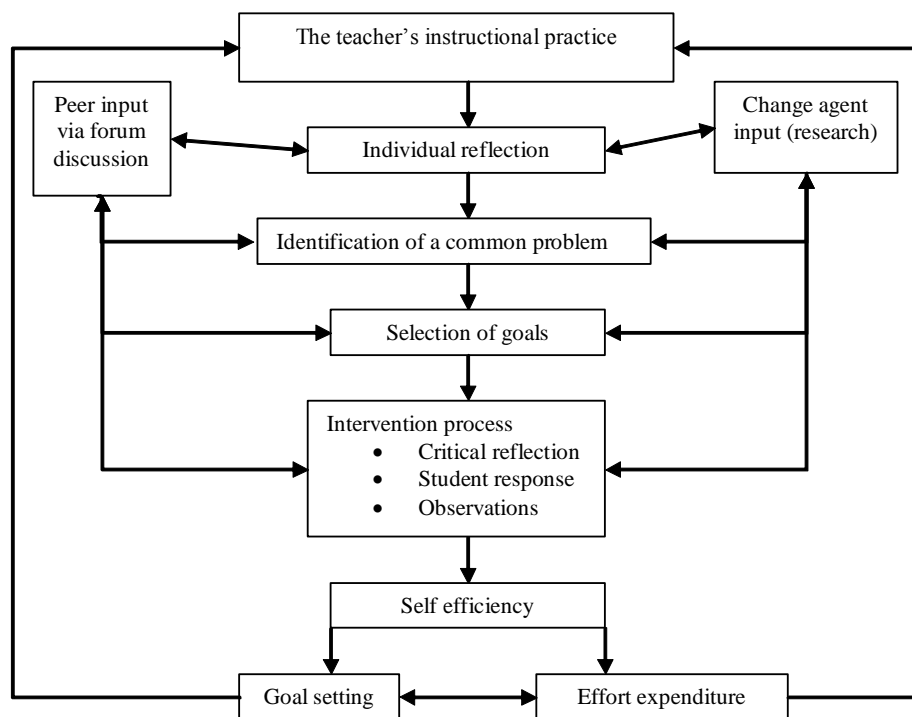 The teacher’s instructional practice
Peer input
via forum
discussion
Change agent
input (research)
Individual reflection
Identification of a common problem
Selection of goals
Intervention process
• Critical reflection
• Student response
• Observations
Self efficiency
Goal setting
Effort expenditure